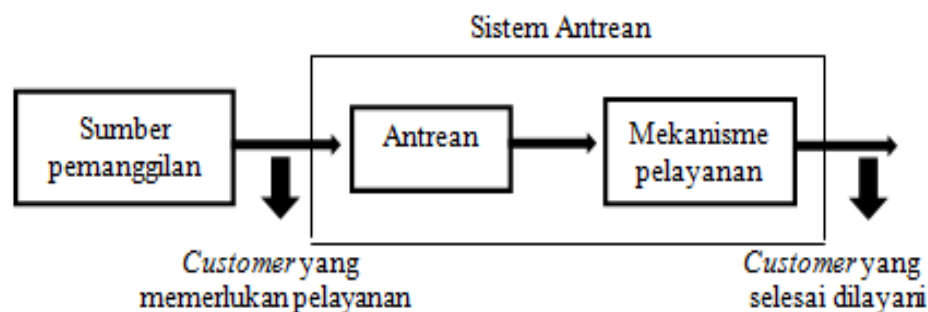 Sistem Antrean
Sumber
pemanggilan
Antrean
Mekanisme
pelayanan
Customer yang
memerlukan pelayanan
Customer yang
selesai dilayani